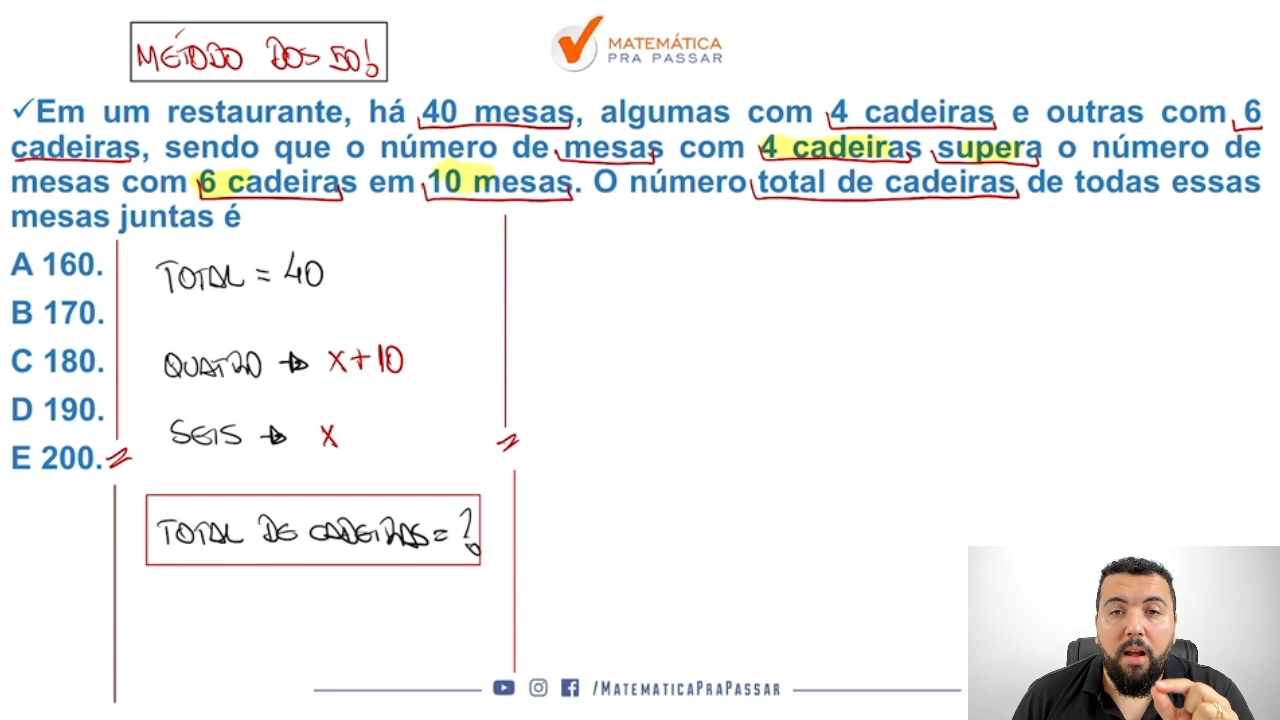 MÉTODO DOS 50!
MATEMÁTICA
PRA PASSAR
✓Em um restaurante, há 40 mesas, algumas com 4 cadeiras e outras com 6
cadeiras, sendo que o número de mesas com 4 cadeiras supera o número de
mesas com 6 cadeiras em 10 mesas. O número total de cadeiras de todas essas
mesas juntas é
A 160.
B 170.
C 180.
D 190.
E 200.
TOTAL = 40
QUATRO → x+10
SEIS → x
TOTAL DE CADEIRAS = ?
/MATEMATICAPRAPASSAR